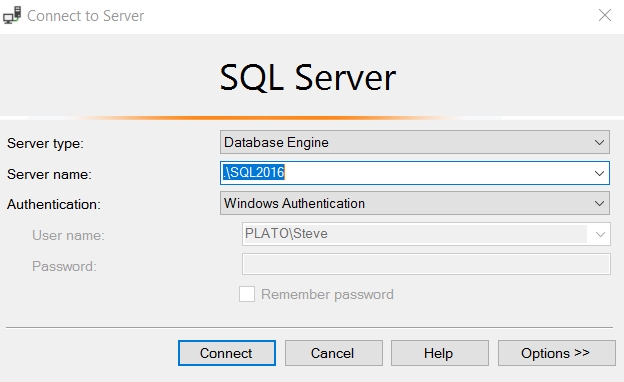 Connect to Server
SQL Server
Server type: Database Engine
Server name: .\SQL2016
Authentication: Windows Authentication
User name: PLATO\Steve
Password:
Remember password
Connect Cancel Help Options >>